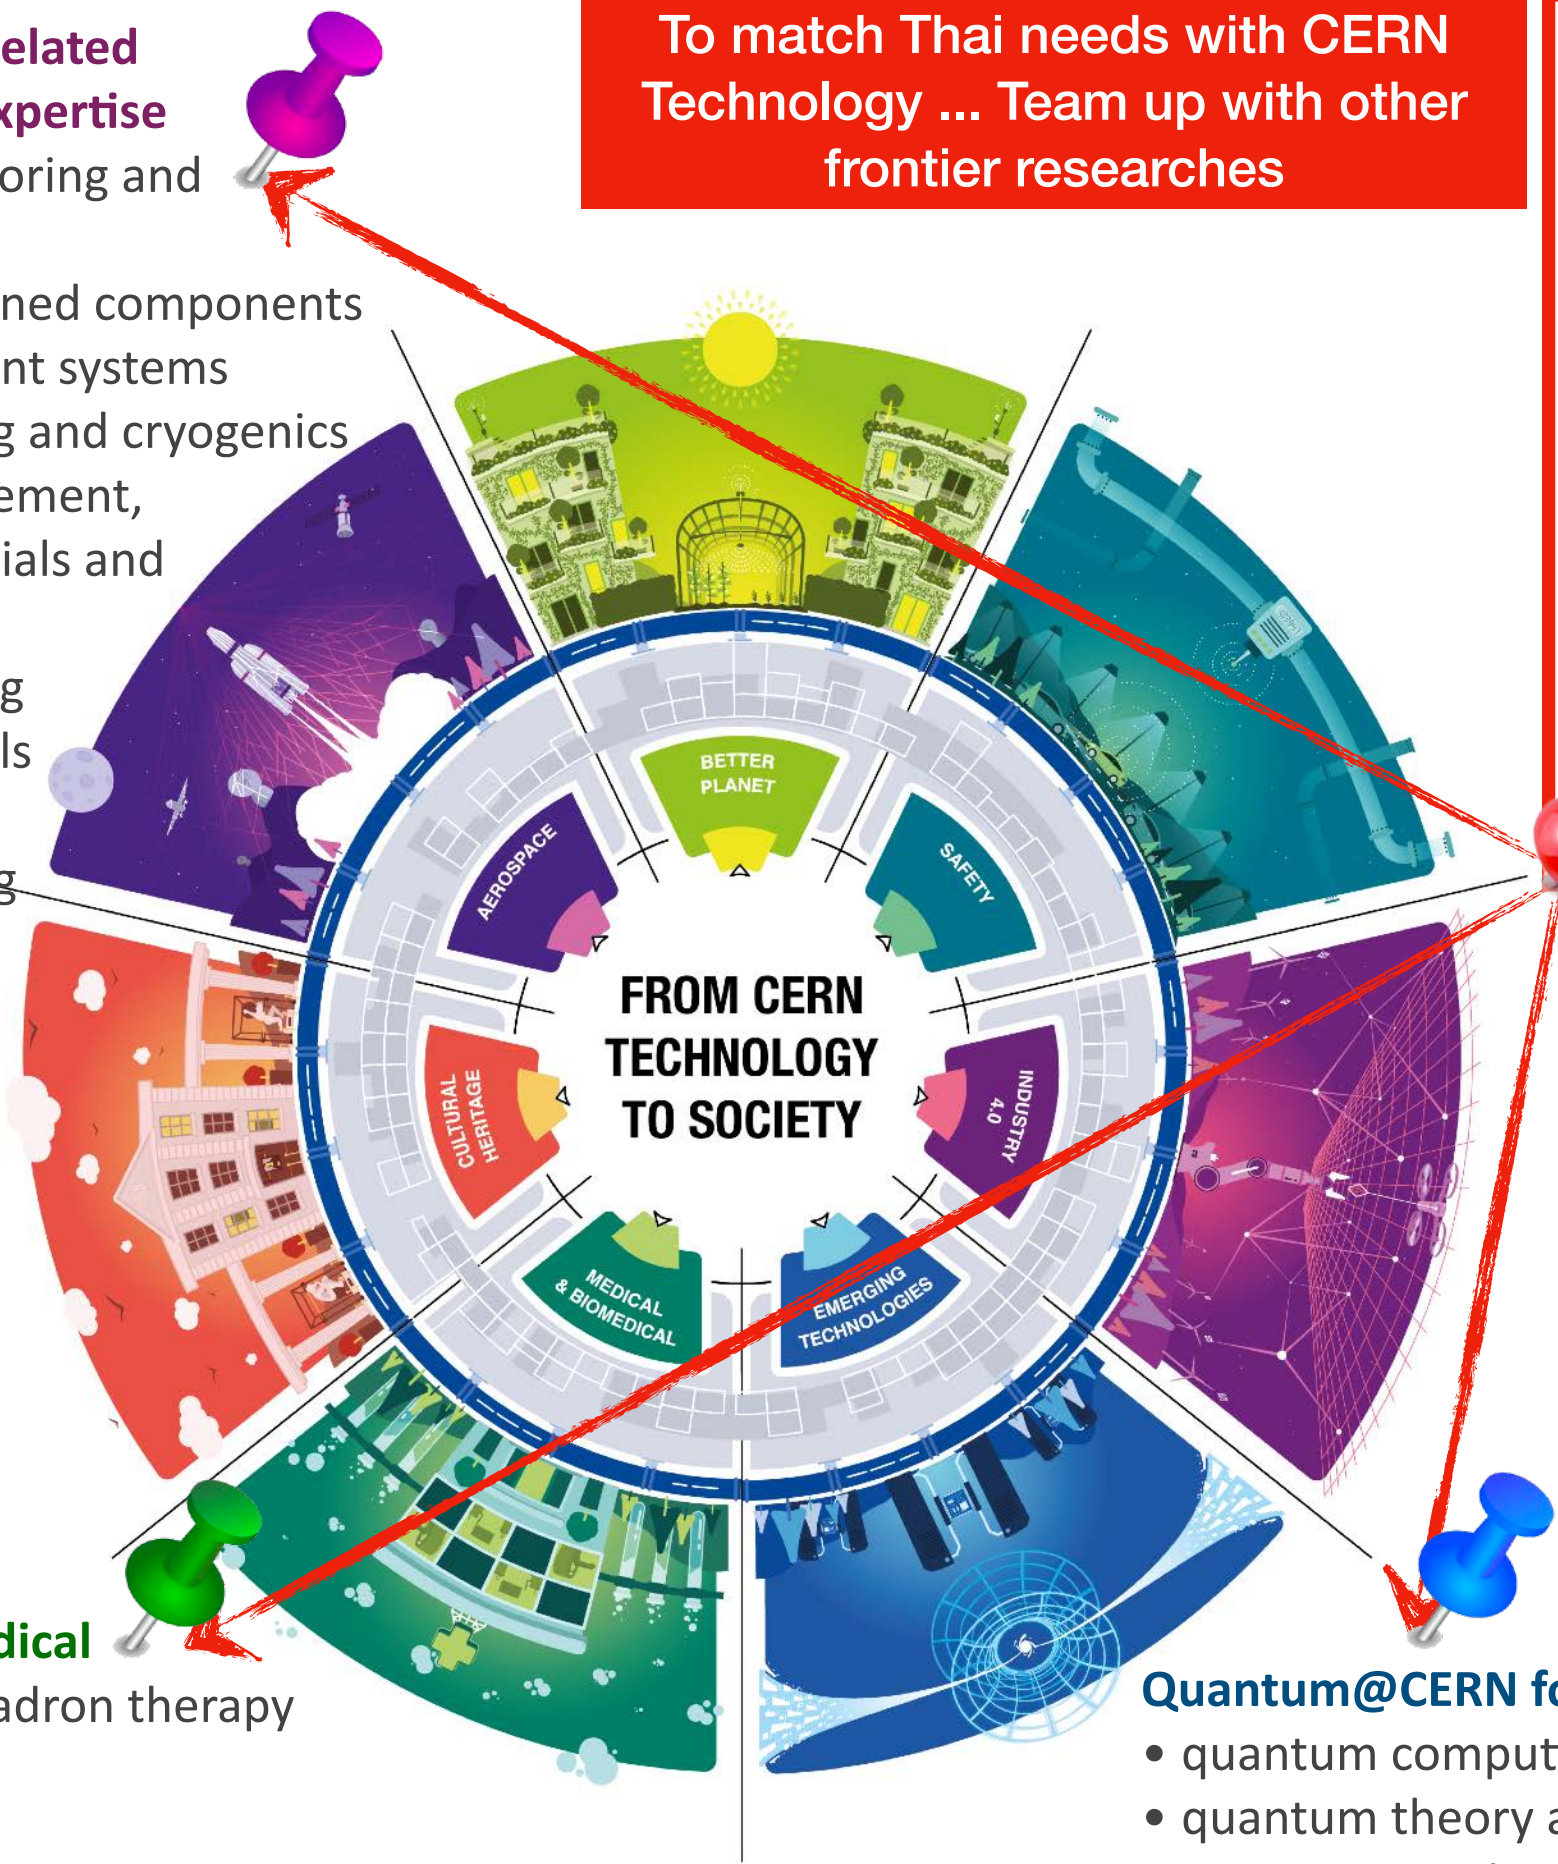 To match Thai needs with CERN
Technology ... Team up with other
frontier researches
elated
xpertise
oring and
ned components
nt systems
g and cryogenics
ement,
ials and
g
ls
g
BETTER
PLANET
AEROSPACE
SAFETY
FROM CERN
TECHNOLOGY
TO SOCIETY
CULTURAL
HERITAGE
INDUSTRY
4.0
MEDICAL
& BIOMEDICAL
EMERGING
TECHNOLOGIES
dical
adron therapy
Quantum@CERN fo
• quantum comput
• quantum theory a